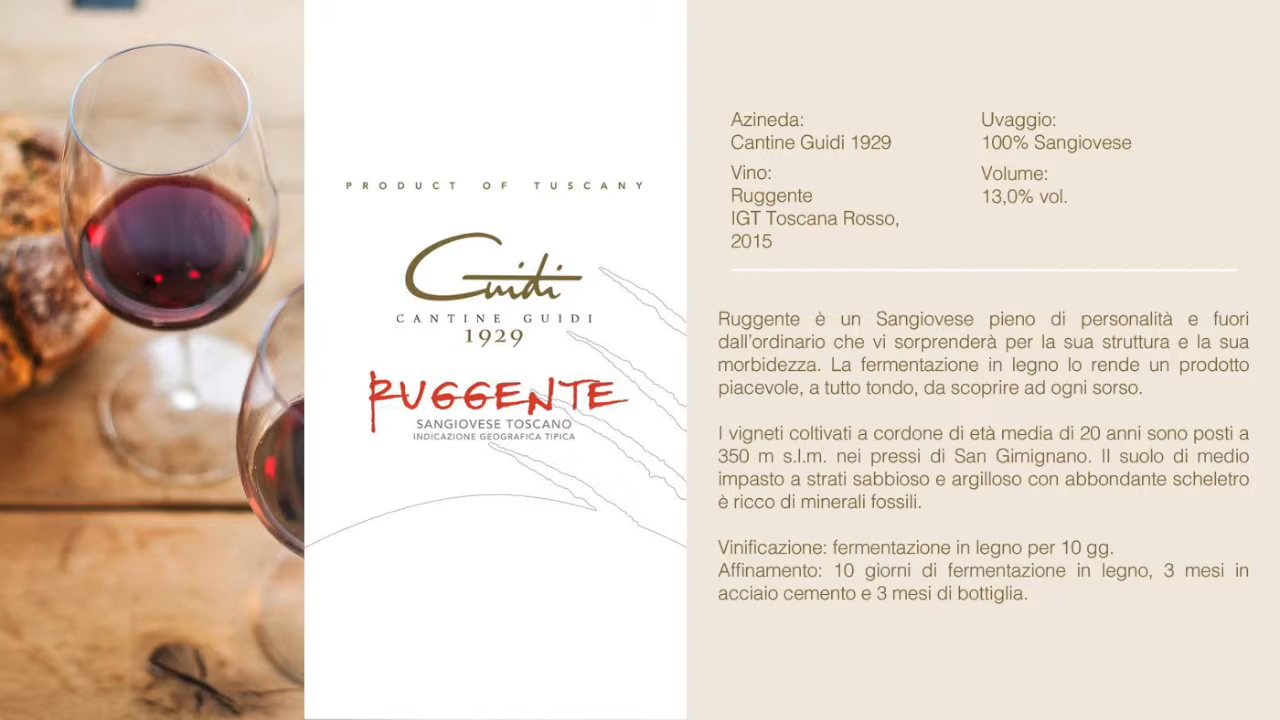 PRODUCT OF TUSCANY
Guidi
CANTINE GUIDI
1929
RUGGENTE
SANGIOVESE TOSCANO
INDICAZIONE GEOGRAFICA TIPICA
Azineda:
Cantine Guidi 1929
Vino:
Ruggente
IGT Toscana Rosso,
2015
Uvaggio:
100% Sangiovese
Volume:
13,0% vol.
Ruggente è un Sangiovese pieno di personalità e fuori
dall'ordinario che vi sorprenderà per la sua struttura e la sua
morbidezza. La fermentazione in legno lo rende un prodotto
piacevole, a tutto tondo, da scoprire ad ogni sorso.
I vigneti coltivati a cordone di età media di 20 anni sono posti a
350 m s.l.m. nei pressi di San Gimignano. Il suolo di medio
impasto a strati sabbioso e argilloso con abbondante scheletro
è ricco di minerali fossili.
Vinificazione: fermentazione in legno per 10 gg.
Affinamento: 10 giorni di fermentazione in legno, 3 mesi in
acciaio cemento e 3 mesi di bottiglia.